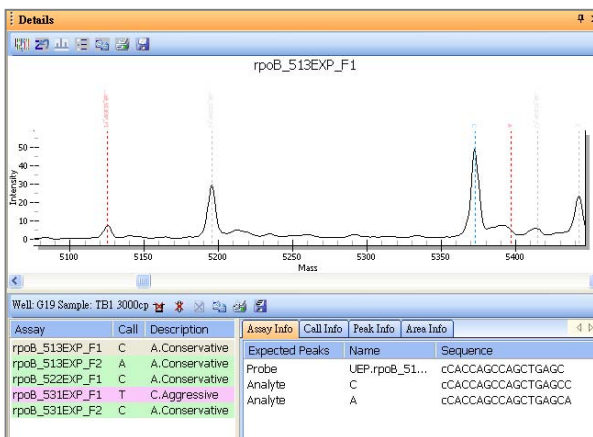 Details
rpoB_513EXP_F1
50
40
30
20
10
0
Intensity
5100 5150 5200 5250 5300 5350 5400
Mass
Well: G19 Sample: TB1 3000cp
Assay Call Description
rpoB_513EXP_F1 C A.Conservative
rpoB_513EXP_F2 A A.Conservative
rpoB_522EXP_F1 C A.Conservative
rpoB_531EXP_F1 T C.Aggressive
rpoB_531EXP_F2 C A.Conservative
Assay Info Call Info Peak Info Area Info
Expected Peaks Name Sequence
Probe UEP.rpoB_51... cCACCAGCCAGCTGAGC
Analyte C cCACCAGCCAGCTGAGCC
Analyte A cCACCAGCCAGCTGAGCA